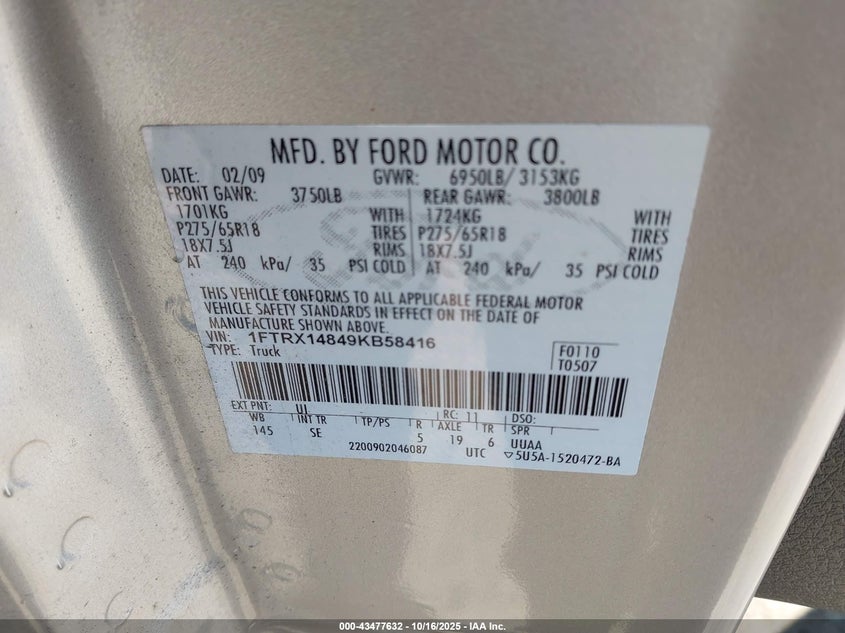 MFD. BY FORD MOTOR CO.
DATE: 02/09 GVWR: 6950LB/ 3153KG
FRONT GAWR: 3750LB REAR GAWR: 3800LB
1701KG WITH 1724KG WITH
P275/65R18 TIRES P275/65R18 TIRES
18X7.5J RIMS 18X7.5J RIMS
AT 240 kPa/ 35 PSI COLD AT 240 kPa/ 35 PSI COLD
THIS VEHICLE CONFORMS TO ALL APPLICABLE FEDERAL MOTOR
VEHICLE SAFETY STANDARDS IN EFFECT ON THE DATE OF
MANUFACTURE SHOWN ABOVE.
VIN: 1FTRX14849KB58416 F0110
TYPE: Truck T0507
EXT PNT: UJ RC: 11 DSO:
WB INT TR TP/PS R AXLE TR SPR
145 SE 5 19 6 UUAA
2200902046087 UTC ▽5U5A-1520472-BA
000-43477632 | 10/16/2025 - IAA Inc.